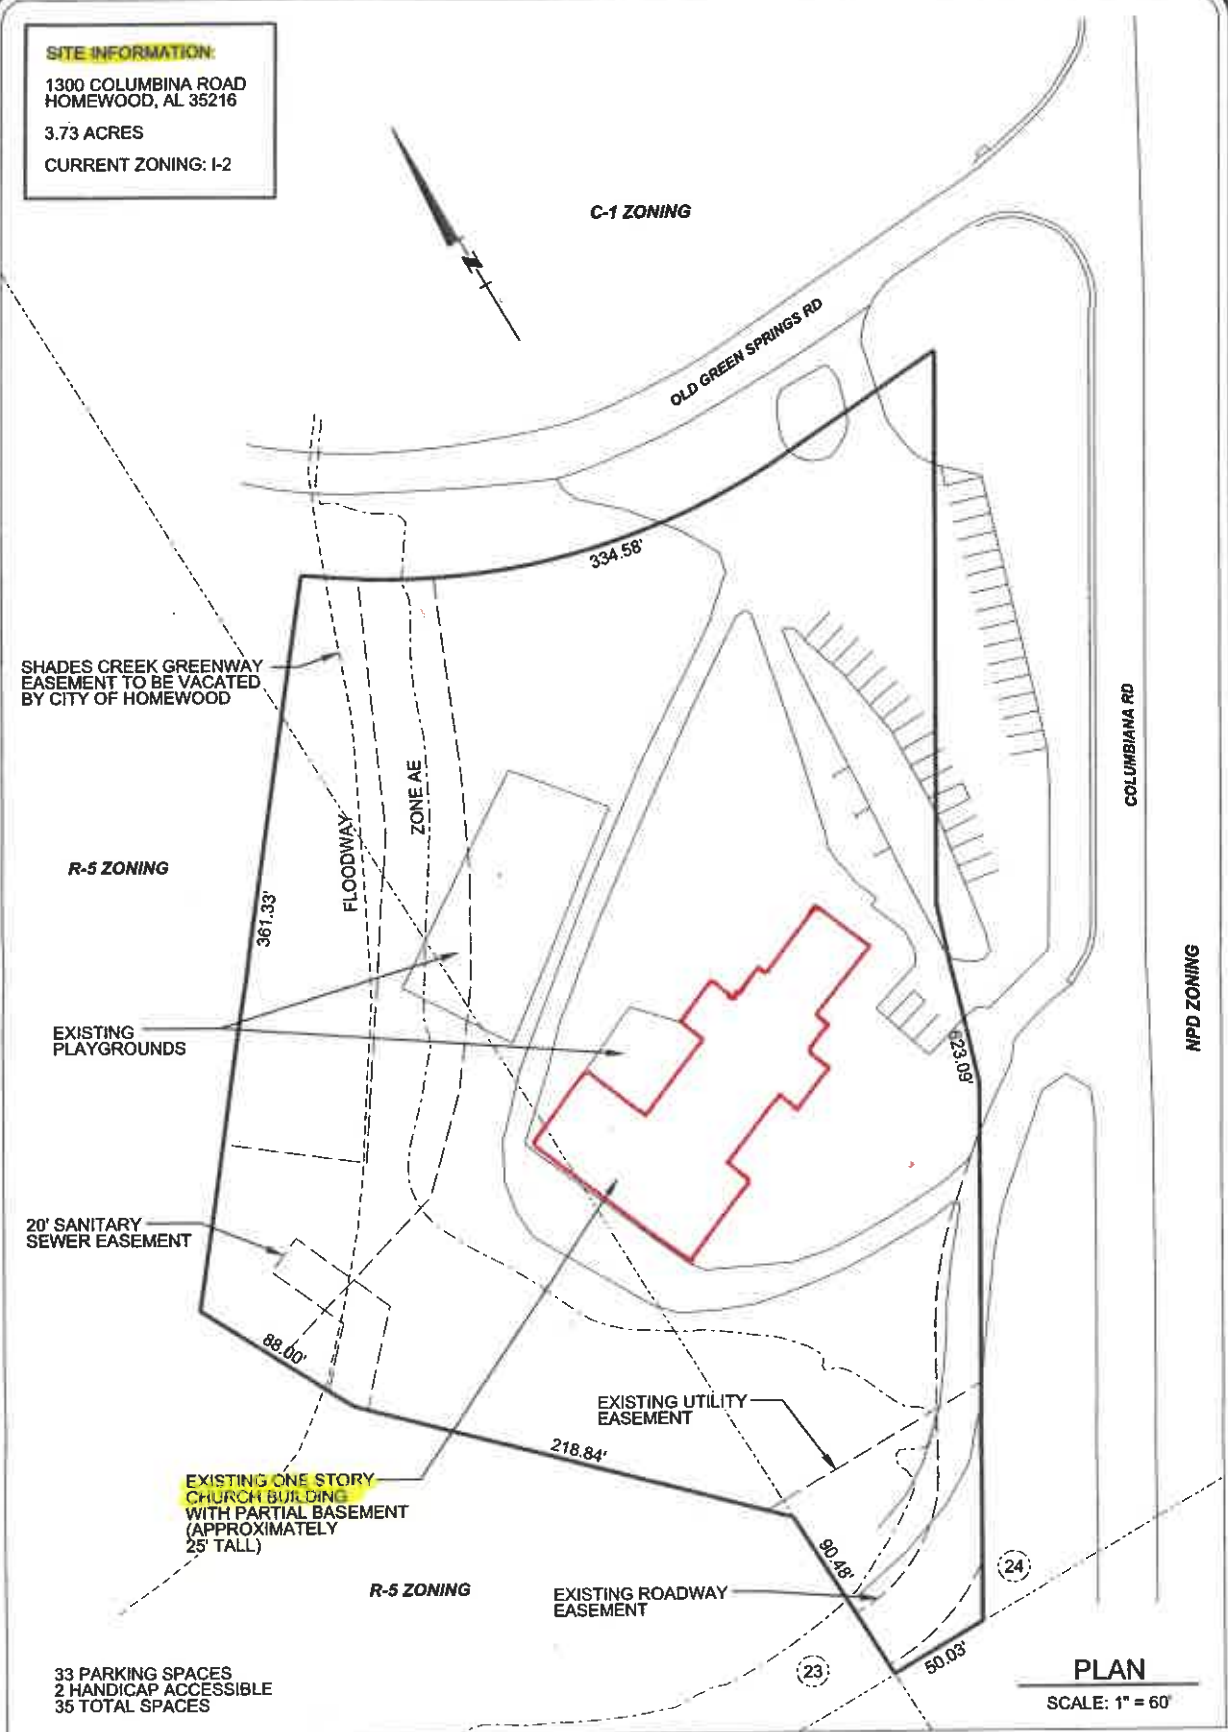 SITE INFORMATION:
1300 COLUMBINA ROAD
HOMEWOOD, AL 35216
3.73 ACRES
CURRENT ZONING: I-2
C-1 ZONING
N
OLD GREEN SPRINGS RD
334.58'
SHADES CREEK GREENWAY
EASEMENT TO BE VACATED
BY CITY OF HOMEWOOD
COLUMBIANA RD
ZONE AE
FLOODWAY
R-5 ZONING
361.33'
NPD ZONING
EXISTING
PLAYGROUNDS
623.09'
20' SANITARY
SEWER EASEMENT
88.00'
EXISTING UTILITY
EASEMENT
218.84'
EXISTING ONE STORY
CHURCH BUILDING
WITH PARTIAL BASEMENT
(APPROXIMATELY
25' TALL)
90.48'
24
R-5 ZONING
EXISTING ROADWAY
EASEMENT
50.03'
23
33 PARKING SPACES
2 HANDICAP ACCESSIBLE
35 TOTAL SPACES
PLAN
SCALE: 1" = 60'